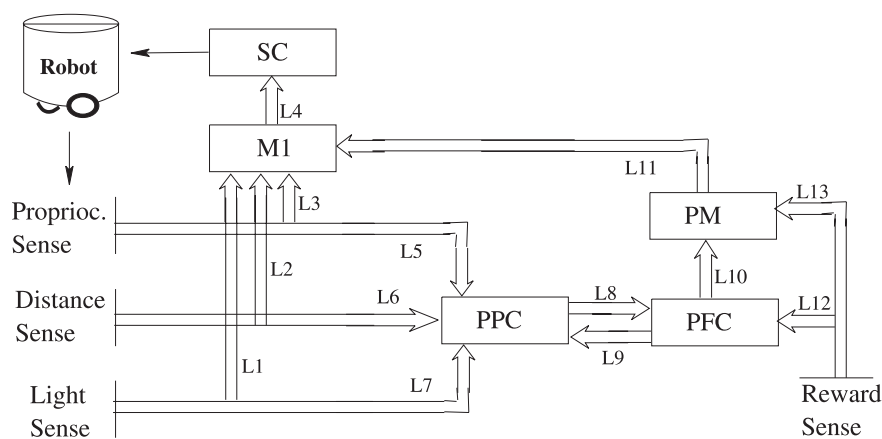 SC
Robot
L4
M1
L11
L3
L13
Proprioc.
Sense
PM
L5
L2
Distance
Sense
L6
L8
L10
PPC
PFC
L12
L9
L1
L7
Light
Sense
Reward
Sense